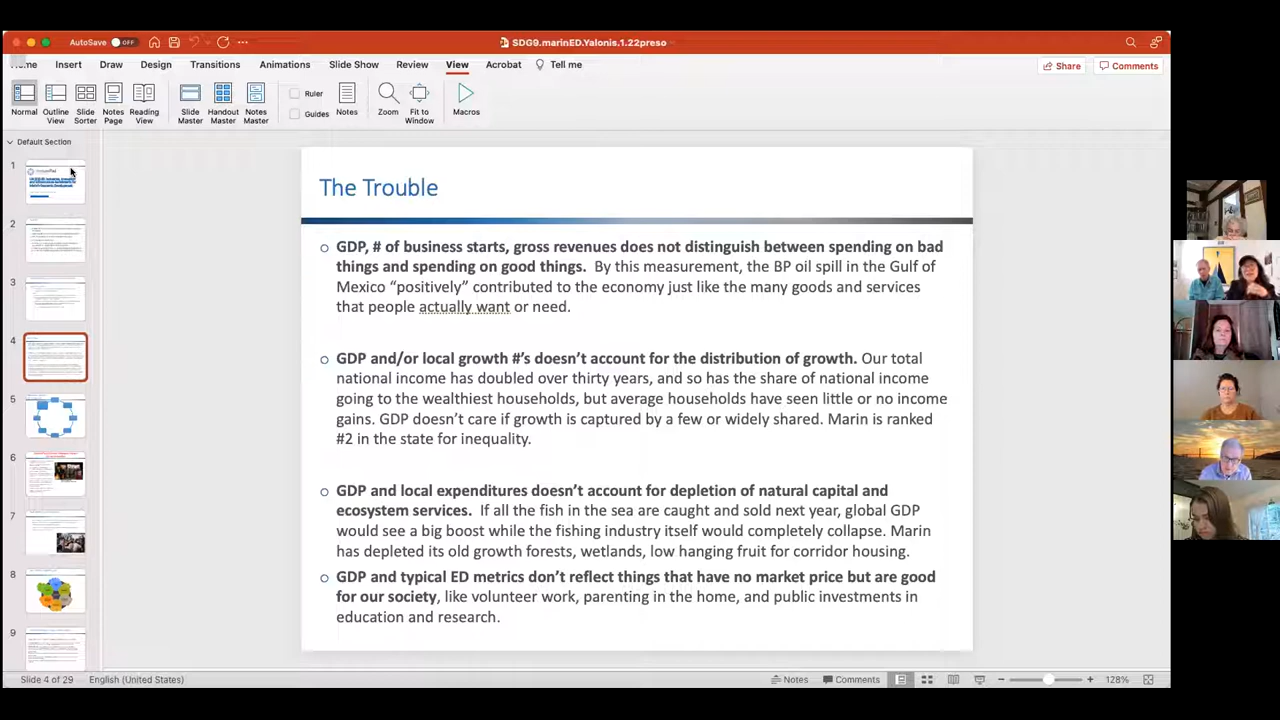 AutoSave OFF
SDG9.marinED.Yalonis.1.22preso
Home Insert Draw Design Transitions Animations Slide Show Review View Acrobat Tell me Share Comments
Normal Outline View Slide Sorter Notes Page Reading View Slide Master Handout Master Notes Master Ruler Guides Notes Zoom Fit to Window Macros
Default Section
1
2
3
4
5
6
7
8
9
The Trouble
GDP, # of business starts, gross revenues does not distinguish between spending on bad
things and spending on good things. By this measurement, the BP oil spill in the Gulf of
Mexico “positively” contributed to the economy just like the many goods and services
that people actually want or need.
GDP and/or local growth #’s doesn’t account for the distribution of growth. Our total
national income has doubled over thirty years, and so has the share of national income
going to the wealthiest households, but average households have seen little or no income
gains. GDP doesn’t care if growth is captured by a few or widely shared. Marin is ranked
#2 in the state for inequality.
GDP and local expenditures doesn’t account for depletion of natural capital and
ecosystem services. If all the fish in the sea are caught and sold next year, global GDP
would see a big boost while the fishing industry itself would completely collapse. Marin
has depleted its old growth forests, wetlands, low hanging fruit for corridor housing.
GDP and typical ED metrics don’t reflect things that have no market price but are good
for our society, like volunteer work, parenting in the home, and public investments in
education and research.
Slide 4 of 29 English (United States) Notes Comments 128%